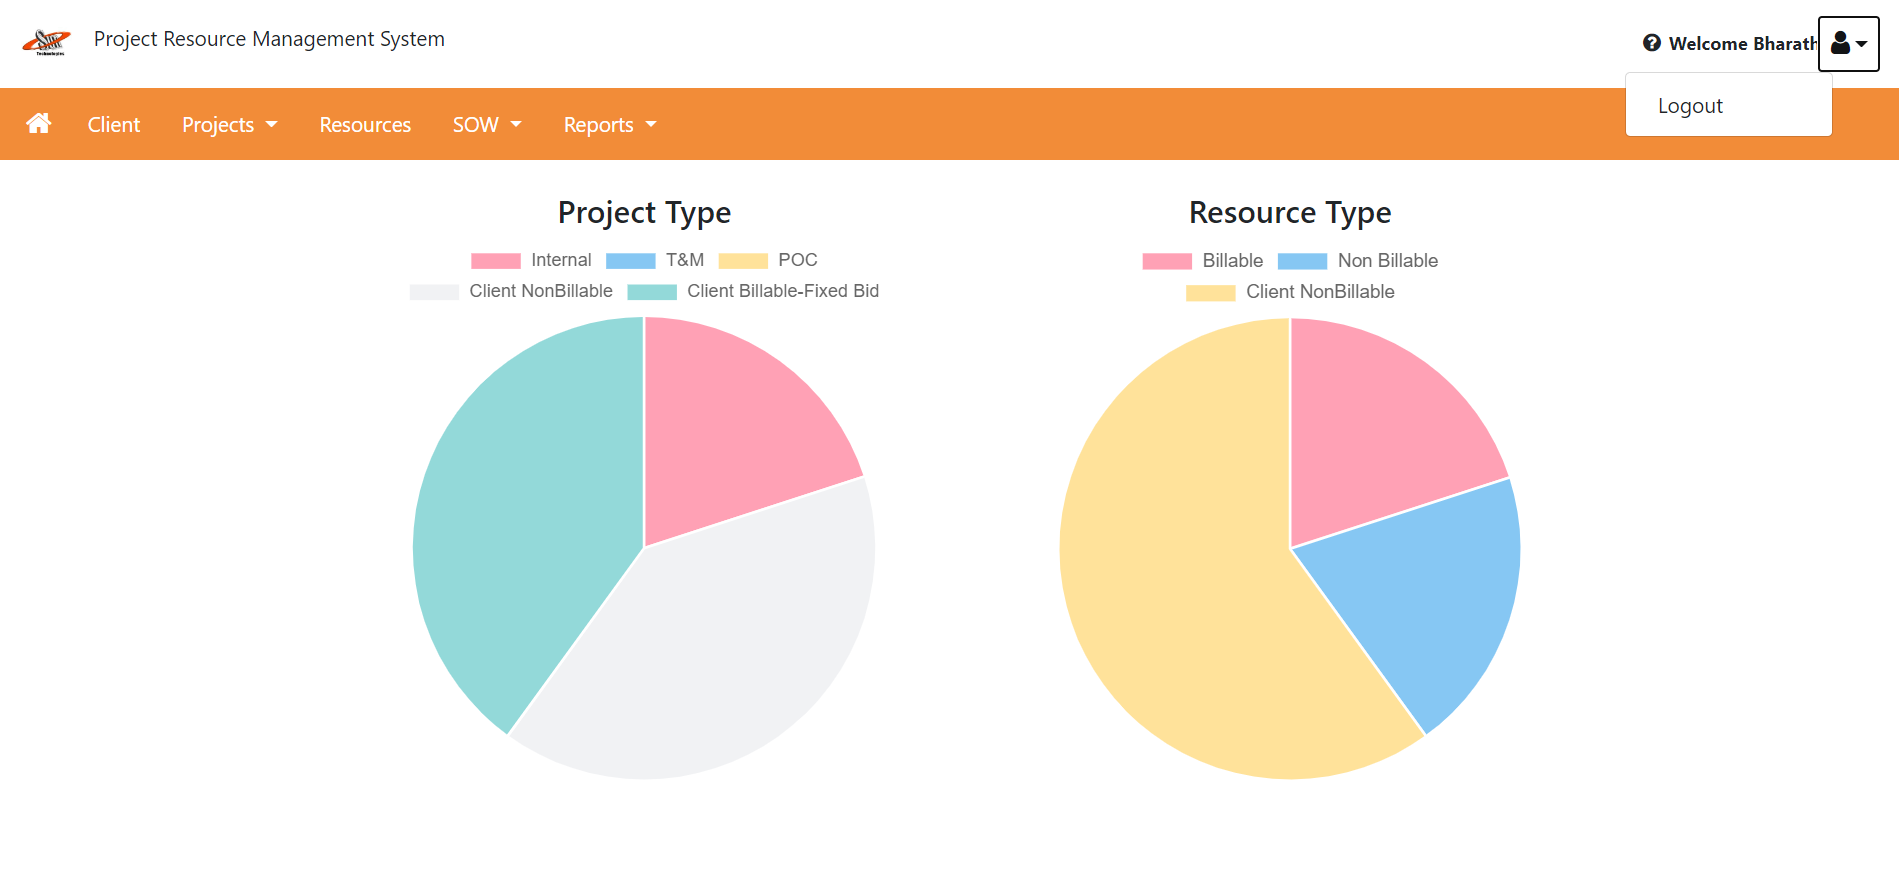 Technologies
Project Resource Management System
Welcome Bharath
Logout
Client Projects Resources SOW Reports
Project Type
Internal T&M POC
Client NonBillable Client Billable-Fixed Bid
Resource Type
Billable Non Billable
Client NonBillable